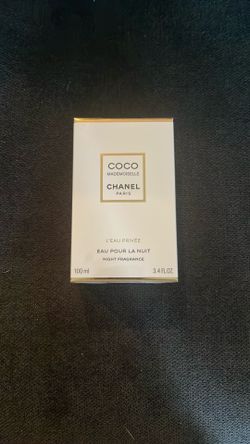 COCO
MADEMOISELLE
CHANEL
PARIS
L'EAU PRIVÉE
EAU POUR LA NUIT
NIGHT FRAGRANCE
100 ml 3.4 FL.OZ.